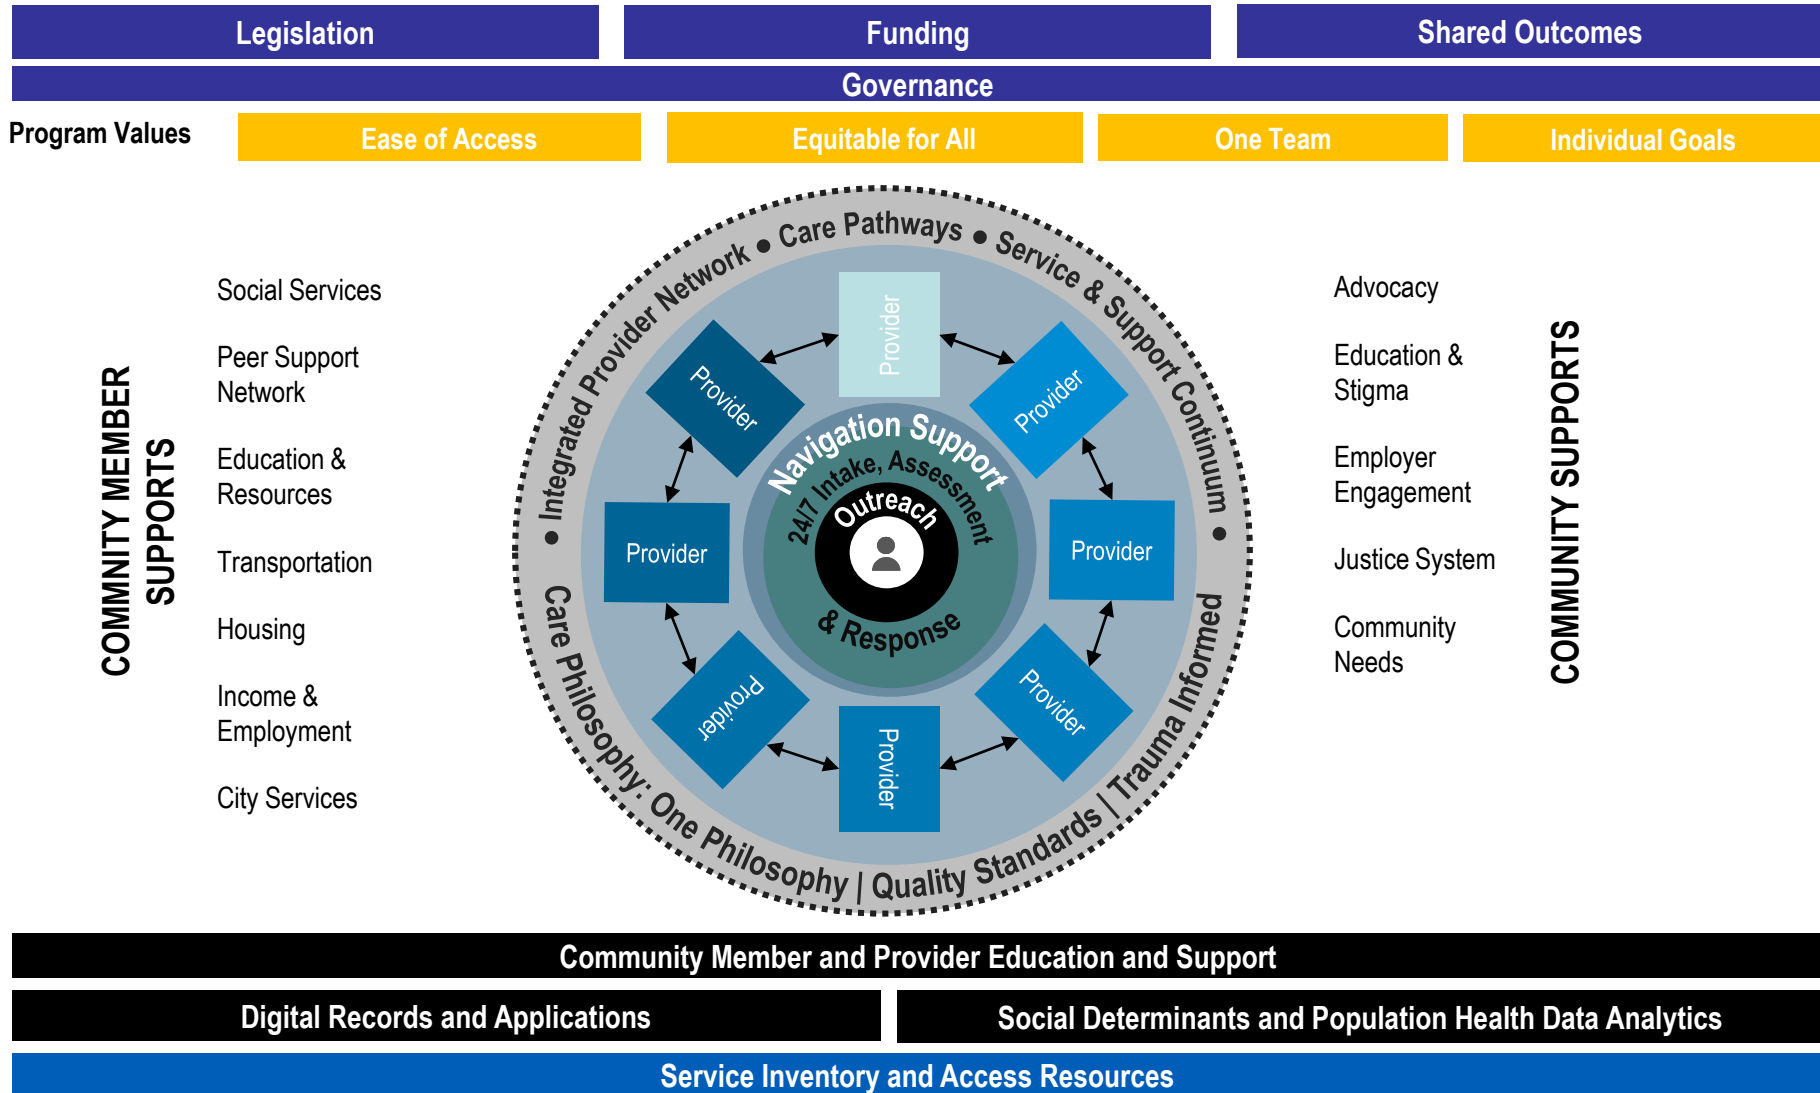 Legislation
Funding
Shared Outcomes
Governance
Program Values
Ease of Access
Equitable for All
One Team
Individual Goals
COMMNITY MEMBER
SUPPORTS
Social Services
Peer Support
Network
Education &
Resources
Transportation
Housing
Income &
Employment
City Services
● Integrated Provider Network ● Care Pathways ● Service & Support Continuum ●
Care Philosophy: One Philosophy | Quality Standards | Trauma Informed
Provider
Provider
Provider
Provider
Provider
Provider
Provider
Provider
Navigation Support
24/7 Intake, Assessment
& Response
Outreach
Advocacy
Education &
Stigma
Employer
Engagement
Justice System
Community
Needs
COMMUNITY SUPPORTS
Community Member and Provider Education and Support
Digital Records and Applications
Social Determinants and Population Health Data Analytics
Service Inventory and Access Resources